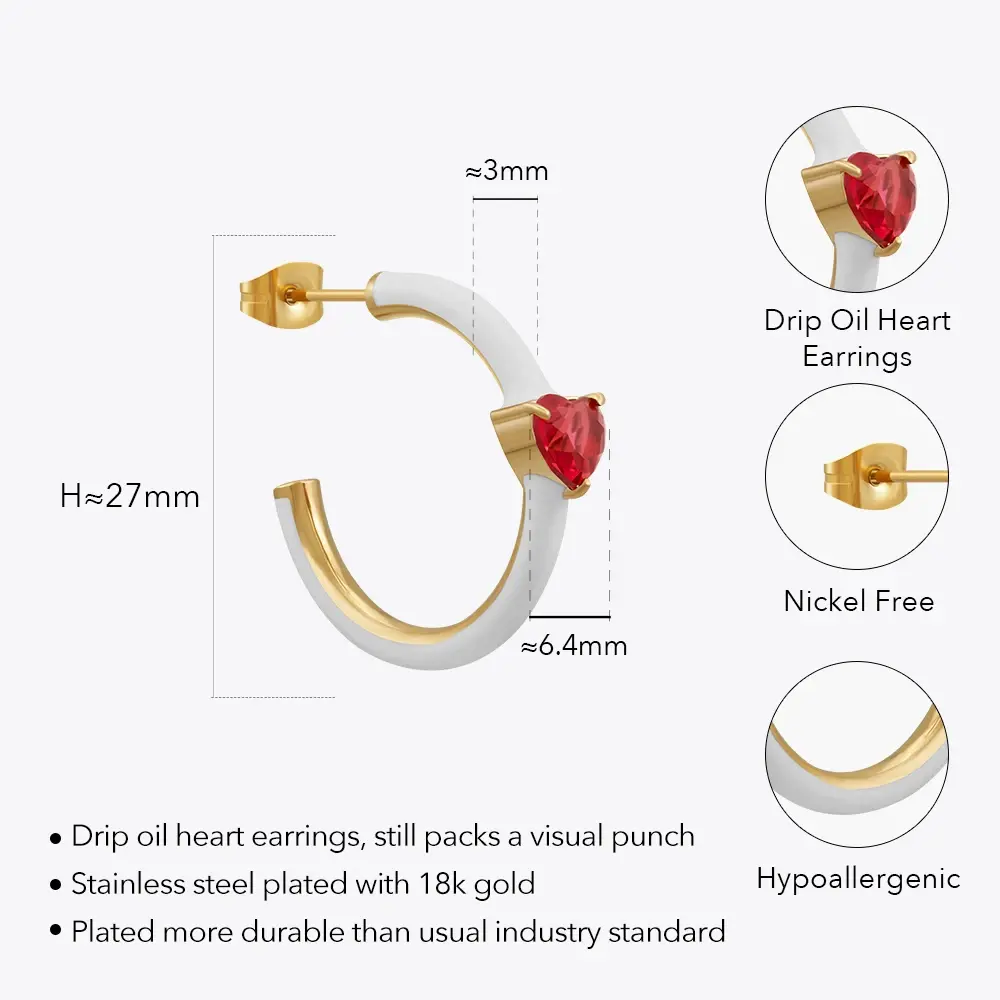 ≈3mm
H≈27mm
≈6.4mm
Drip Oil Heart
Earrings
Nickel Free
Hypoallergenic
• Drip oil heart earrings, still packs a visual punch
• Stainless steel plated with 18k gold
• Plated more durable than usual industry standard